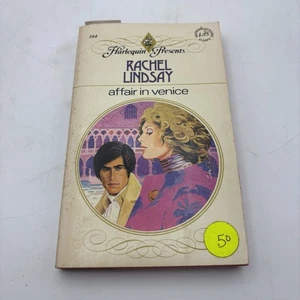 Harlequin Presents
RACHEL
LINDSAY
affair in venice
50